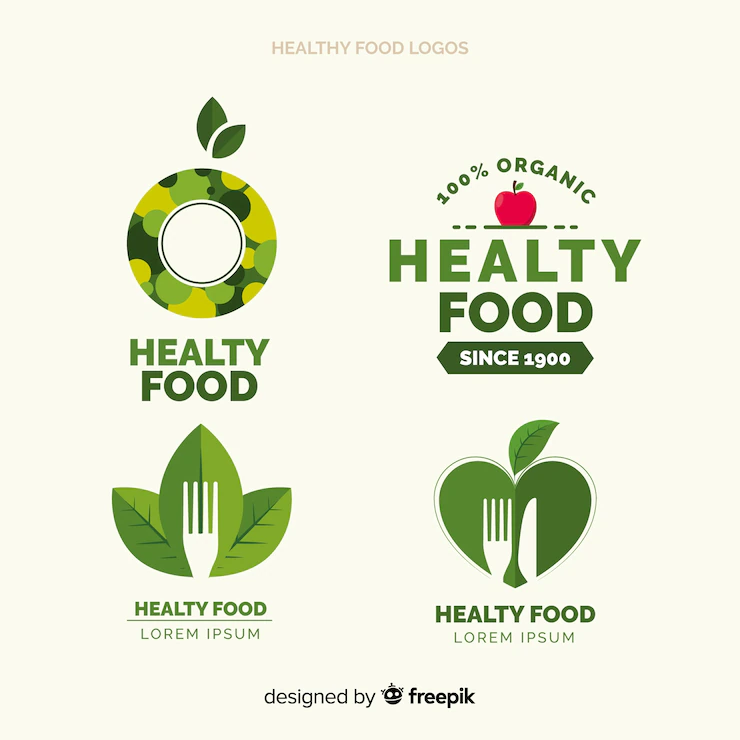 HEALTHY FOOD LOGOS
HEALTY
FOOD
100% ORGANIC
HEALTY
FOOD
SINCE 1900
HEALTY FOOD
LOREM IPSUM
HEALTY FOOD
LOREM IPSUM
designed by freepik